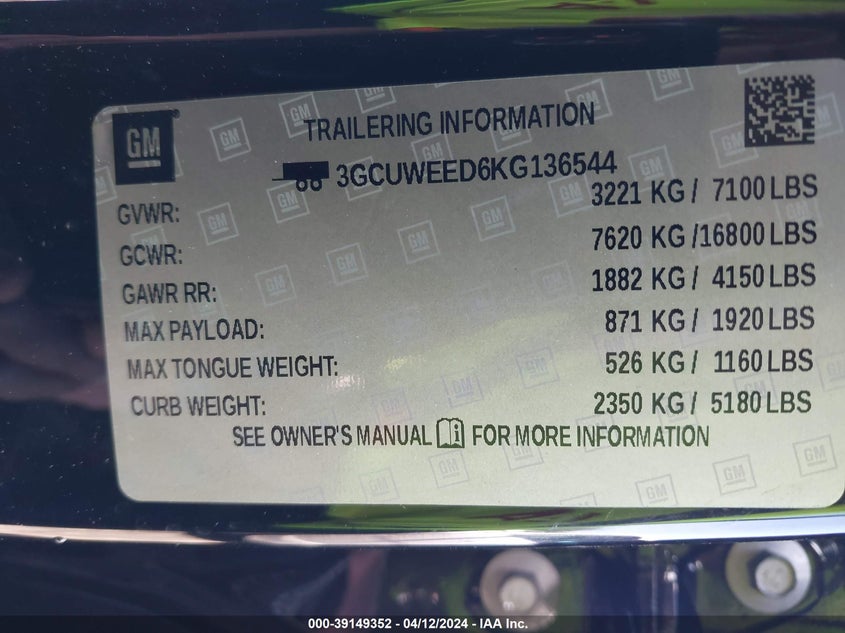 GM
TRAILERING INFORMATION
3GCUWEED6KG136544
GVWR: 3221 KG / 7100 LBS
GCWR: 7620 KG /16800 LBS
GAWR RR: 1882 KG / 4150 LBS
MAX PAYLOAD: 871 KG / 1920 LBS
MAX TONGUE WEIGHT: 526 KG / 1160 LBS
CURB WEIGHT: 2350 KG / 5180 LBS
SEE OWNER'S MANUAL FOR MORE INFORMATION
000-39149352 - 04/12/2024 - IAA Inc.